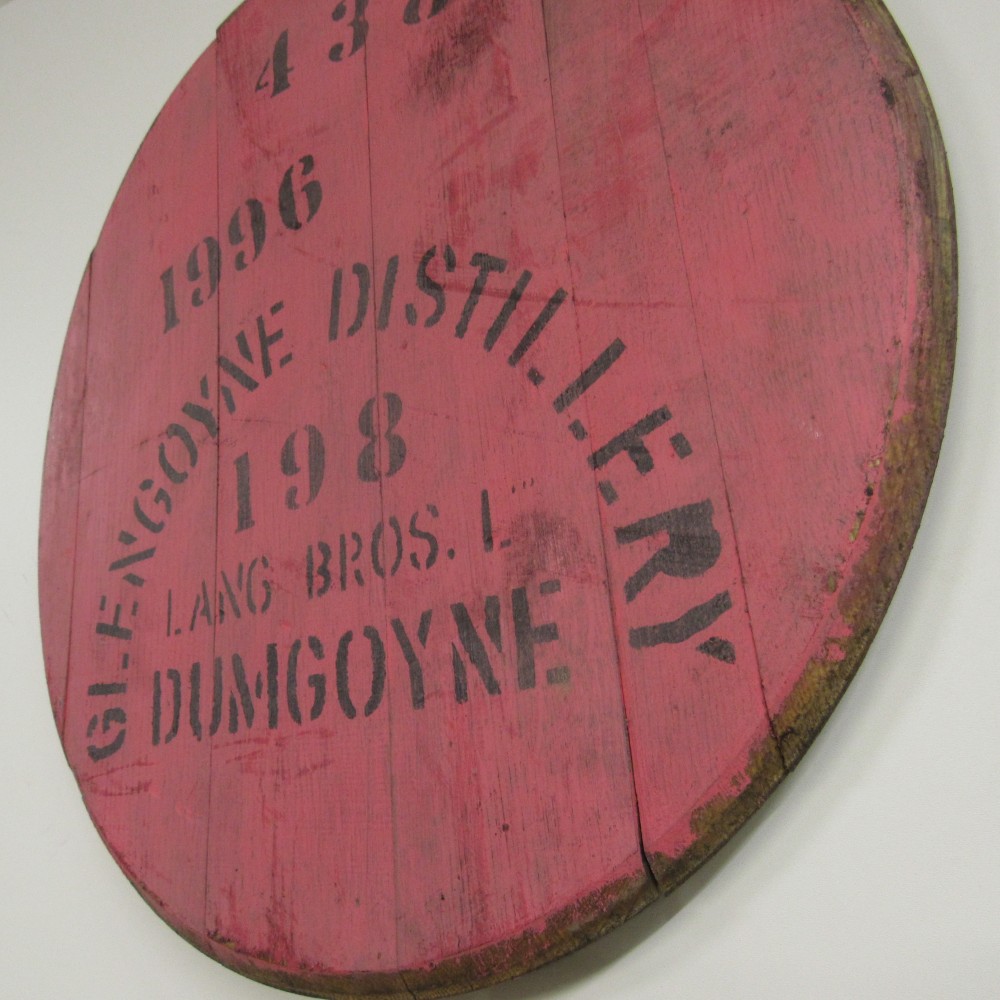 1996
GLENGOYNE DISTILLERY
198
LANG BROS. L
DUMGOYNE